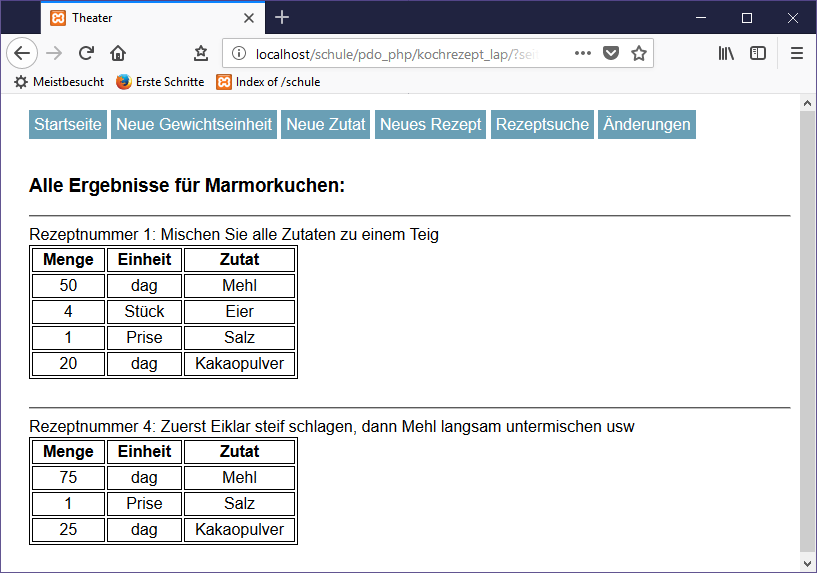 Theater
localhost/schule/pdo_php/kochrezept_lap/?sei
Meistbesucht Erste Schritte Index of /schule
Startseite Neue Gewichtseinheit Neue Zutat Neues Rezept Rezeptsuche Änderungen
Alle Ergebnisse für Marmorkuchen:
Rezeptnummer 1: Mischen Sie alle Zutaten zu einem Teig
Menge Einheit Zutat
50 dag Mehl
4 Stück Eier
1 Prise Salz
20 dag Kakaopulver
Rezeptnummer 4: Zuerst Eiklar steif schlagen, dann Mehl langsam untermischen usw
Menge Einheit Zutat
75 dag Mehl
1 Prise Salz
25 dag Kakaopulver